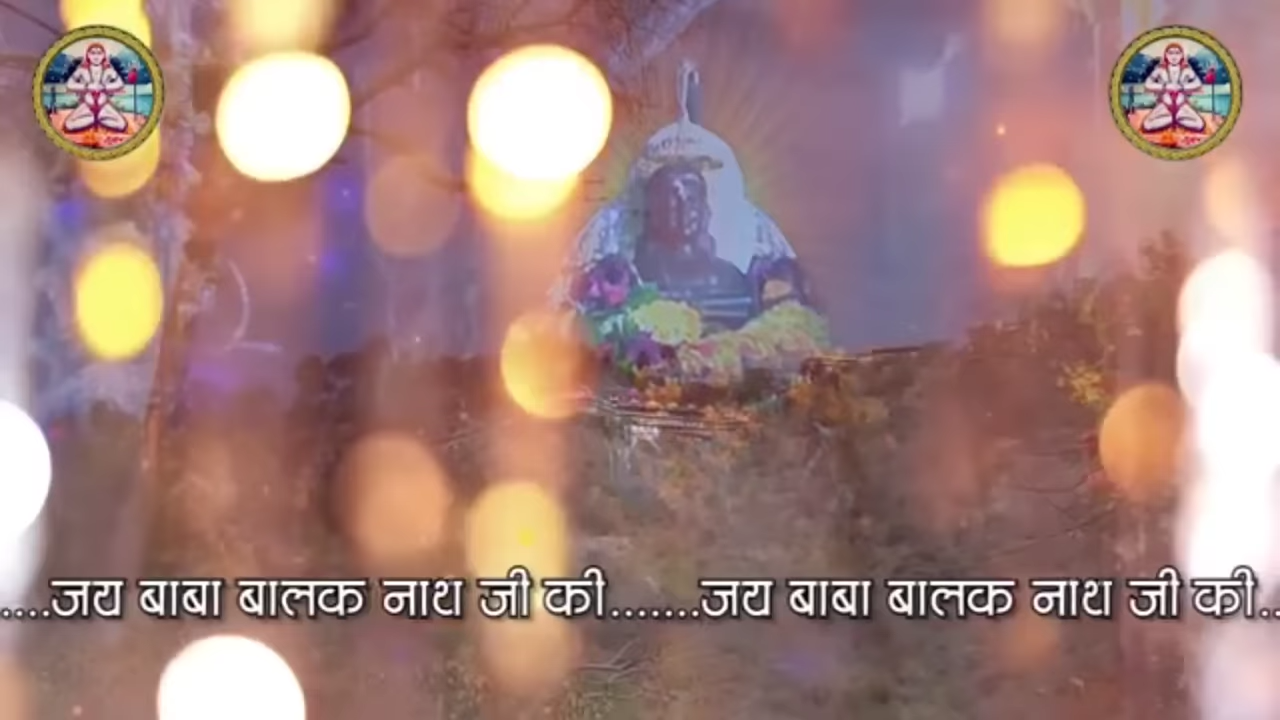 ....जय बाबा बालक नाथ जी की.......जय बाबा बालक नाथ जी की..